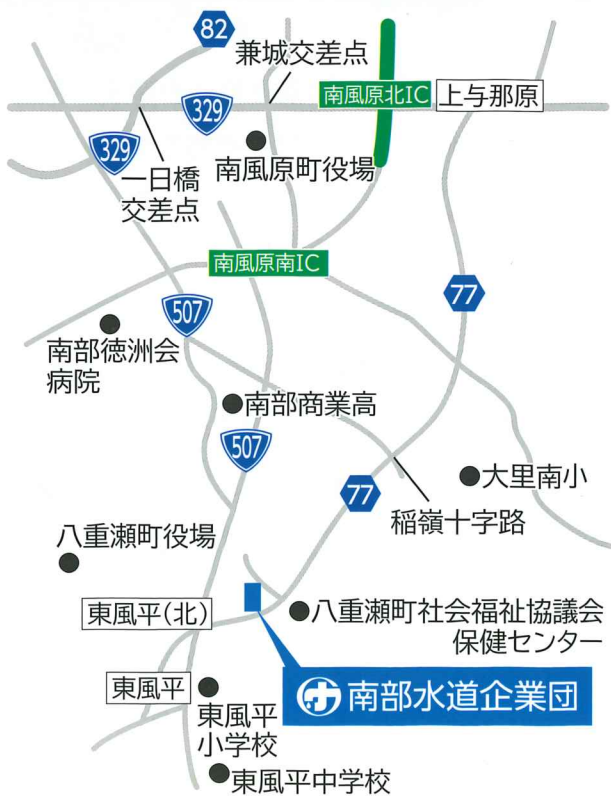 82
兼城交差点
329
南風原北IC
上与那原
329
一日橋
交差点
南風原町役場
南風原南IC
77
507
南部徳洲会
病院
南部商業高
507
大里南小
77
稲嶺十字路
八重瀬町役場
東風平(北)
八重瀬町社会福祉協議会
保健センター
東風平
南部水道企業団
東風平
小学校
東風平中学校